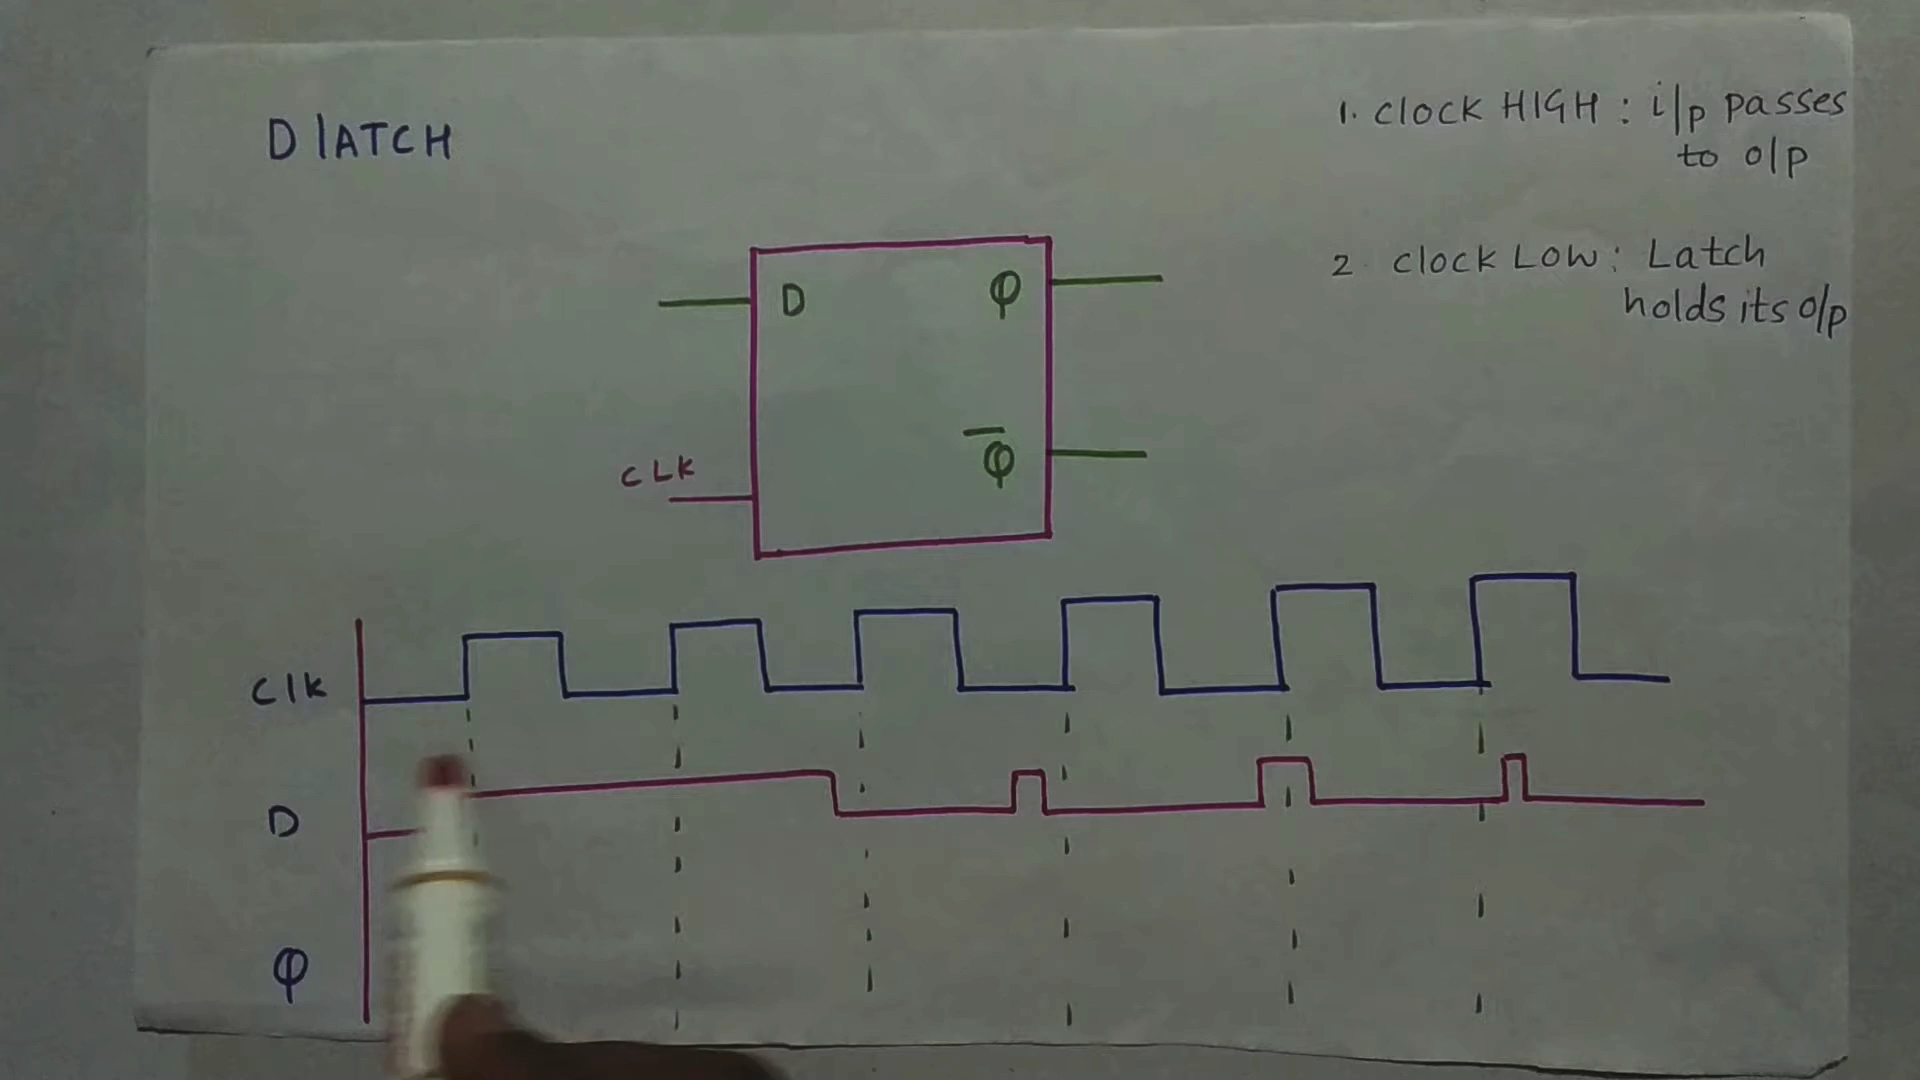 D lATCH
1. Clock HIGH : i/p passes
to o/p
2. Clock Low : Latch
holds its o/p
D Q
CLK
Q̅
Clk
D
Q